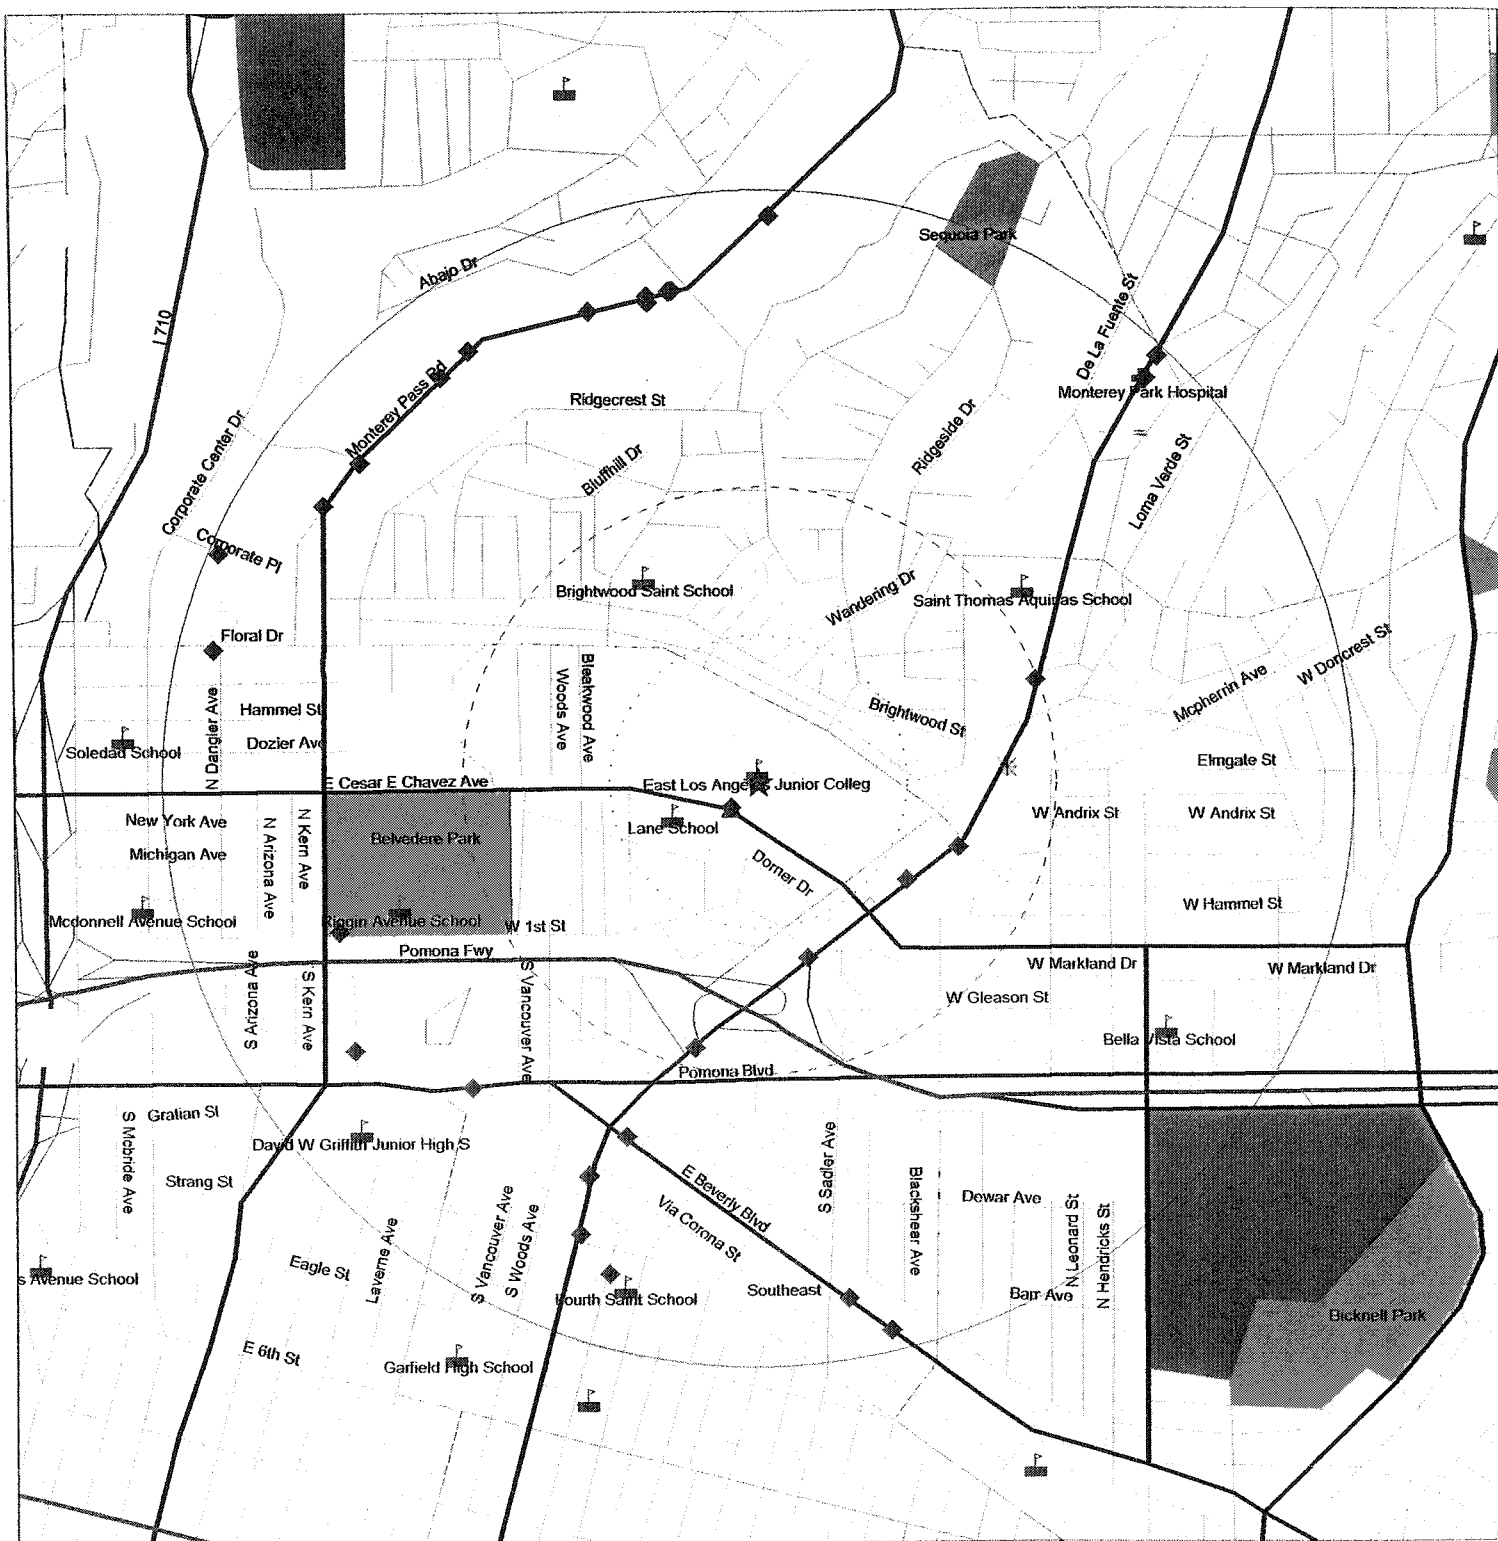 Sequoia Park
Abajo Dr
I 710
De La Fuente St
Monterey Pass Rd
Monterey Park Hospital
Ridgecrest St
Corporate Center Dr
Ridgeside Dr
Bluffhill Dr
Loma Verde St
Corporate Pl
Brightwood Saint School
Wandering Dr
Saint Thomas Aquinas School
Floral Dr
W Doncrest St
Bleakwood Ave
Woods Ave
Mcpherrin Ave
N Dangler Ave
Hammel St
Brightwood St
Soledad School
Dozier Ave
Elmgate St
E Cesar E Chavez Ave
East Los Angeles Junior Colleg
New York Ave
N Arizona Ave
N Kern Ave
Belvedere Park
Lane School
W Andrix St
W Andrix St
Michigan Ave
Dorner Dr
Mcdonnell Avenue School
Riggin Avenue School
W 1st St
W Hammel St
Pomona Fwy
S Arizona Ave
S Kern Ave
S Vancouver Ave
W Markland Dr
W Markland Dr
W Gleason St
Bella Vista School
Pomona Blvd
S Mcbride Ave
Gratian St
David W Griffith Junior High S
Strang St
S Sadler Ave
E Beverly Blvd
Blackshear Ave
Dewar Ave
N Leonard St
N Hendricks St
Via Corona St
S Vancouver Ave
S Woods Ave
Laverne Ave
Eagle St
s Avenue School
Fourth Saint School
Southeast
Barr Ave
Bicknell Park
E 6th St
Garfield High School